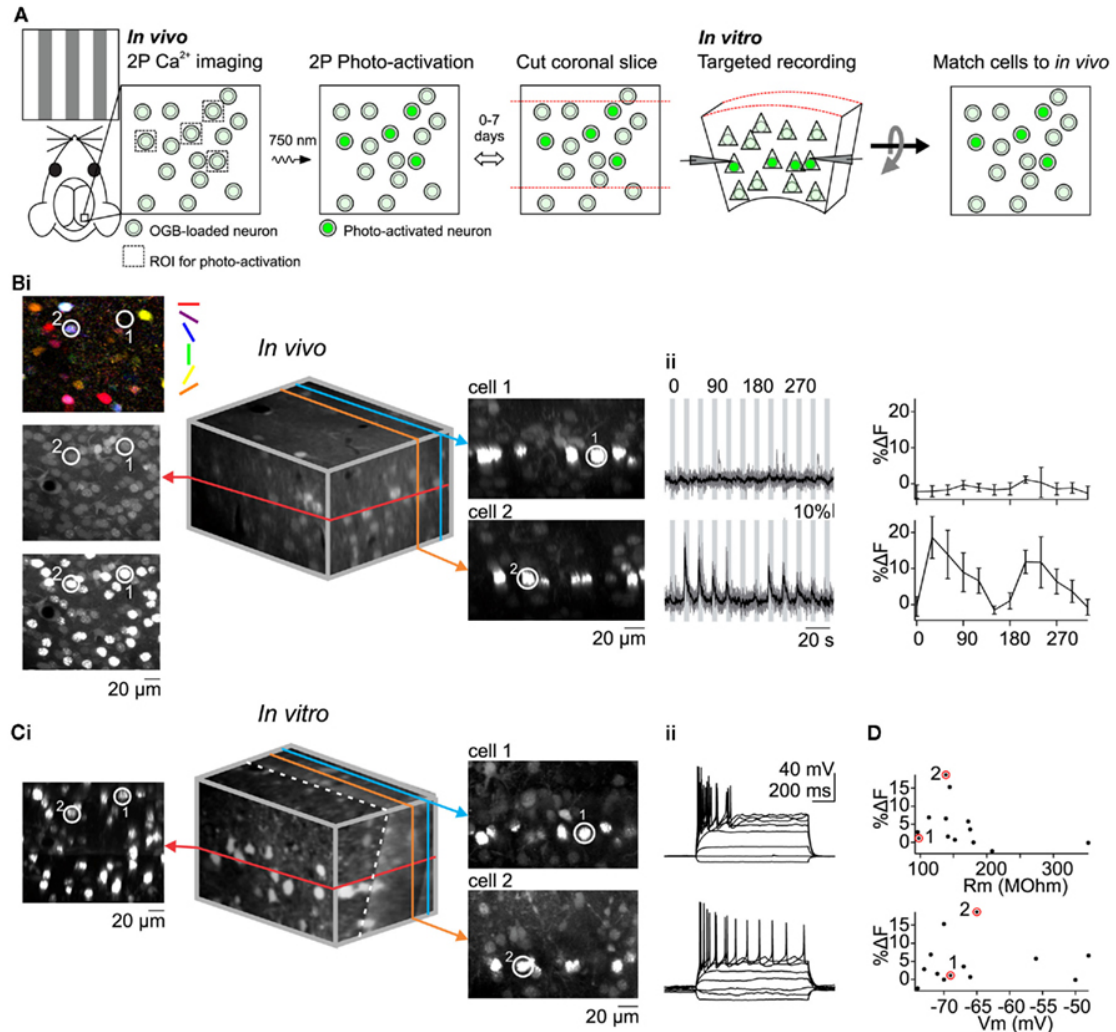 A
In vivo
2P Ca²⁺ imaging
2P Photo-activation
Cut coronal slice
In vitro
Targeted recording
Match cells to in vivo
750 nm
0-7
days
OGB-loaded neuron
Photo-activated neuron
ROI for photo-activation
Bi
2
1
2
1
2
1
20 µm
In vivo
cell 1
1
cell 2
2
20 µm
ii
0 90 180 270
10%
20 s
%ΔF
20
10
0
%ΔF
20
10
0
0 90 180 270
Ci
2
1
20 µm
In vitro
cell 1
1
cell 2
2
20 µm
ii
40 mV
200 ms
D
%ΔF
15
10
5
0
2
1
100 200 300
Rm (MOhm)
%ΔF
15
10
5
0
2
1
-70 -65 -60 -55 -50
Vm (mV)